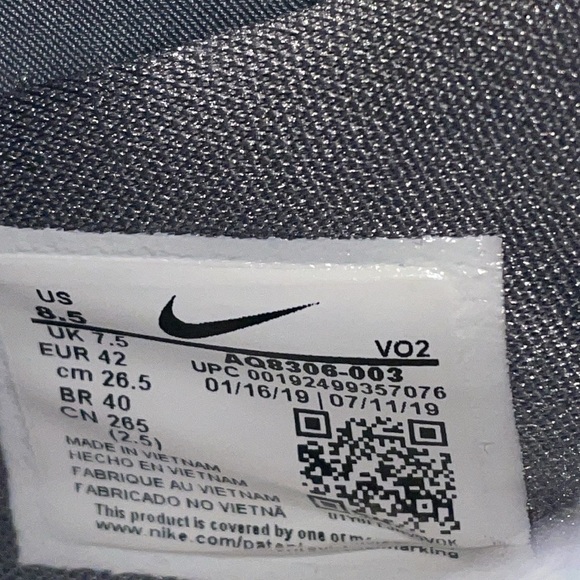 US
8.5
UK 7.5
EUR 42
cm 26.5
BR 40
CN 265
(2.5)
VO2
AQ8306-003
UPC 00192499357076
01/16/19 | 07/11/19
MADE IN VIETNAM
HECHO EN VIETNAM
FABRIQUE AU VIETNAM
FABRICADO NO VIETNÃ
This product is covered by one or
www.nike.com/